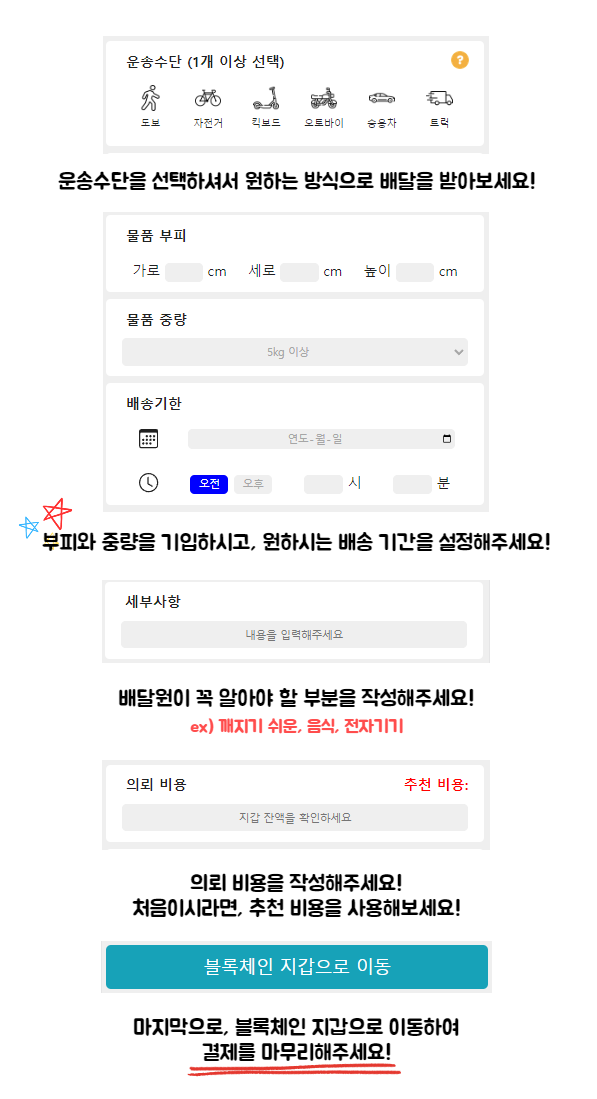 운송수단 (1개 이상 선택) ?
도보 자전거 킥보드 오토바이 승용차 트럭
운송수단을 선택하셔서 원하는 방식으로 배달을 받아보세요!
물품 부피
가로 cm 세로 cm 높이 cm
물품 중량
5kg 이상
배송기한
연도-월-일
오전 오후 시 분
부피와 중량을 기입하시고, 원하시는 배송 기간을 설정해주세요!
세부사항
내용을 입력해주세요
배달원이 꼭 알아야 할 부분을 작성해주세요!
ex) 깨지기 쉬운, 음식, 전자기기
의뢰 비용 추천 비용:
지갑 잔액을 확인하세요
의뢰 비용을 작성해주세요!
처음이시라면, 추천 비용을 사용해보세요!
블록체인 지갑으로 이동
마지막으로, 블록체인 지갑으로 이동하여
결제를 마무리해주세요!